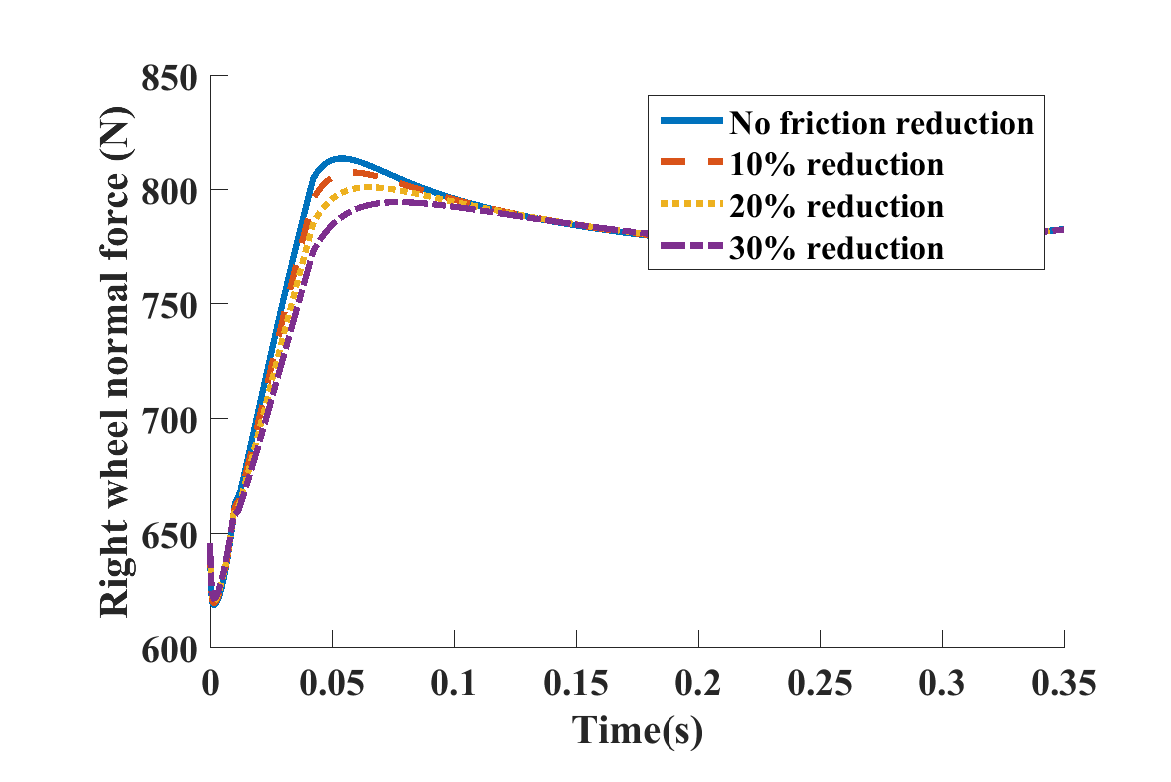 850
800
750
700
650
600
Right wheel normal force (N)
No friction reduction
10% reduction
20% reduction
30% reduction
0 0.05 0.1 0.15 0.2 0.25 0.3 0.35
Time(s)